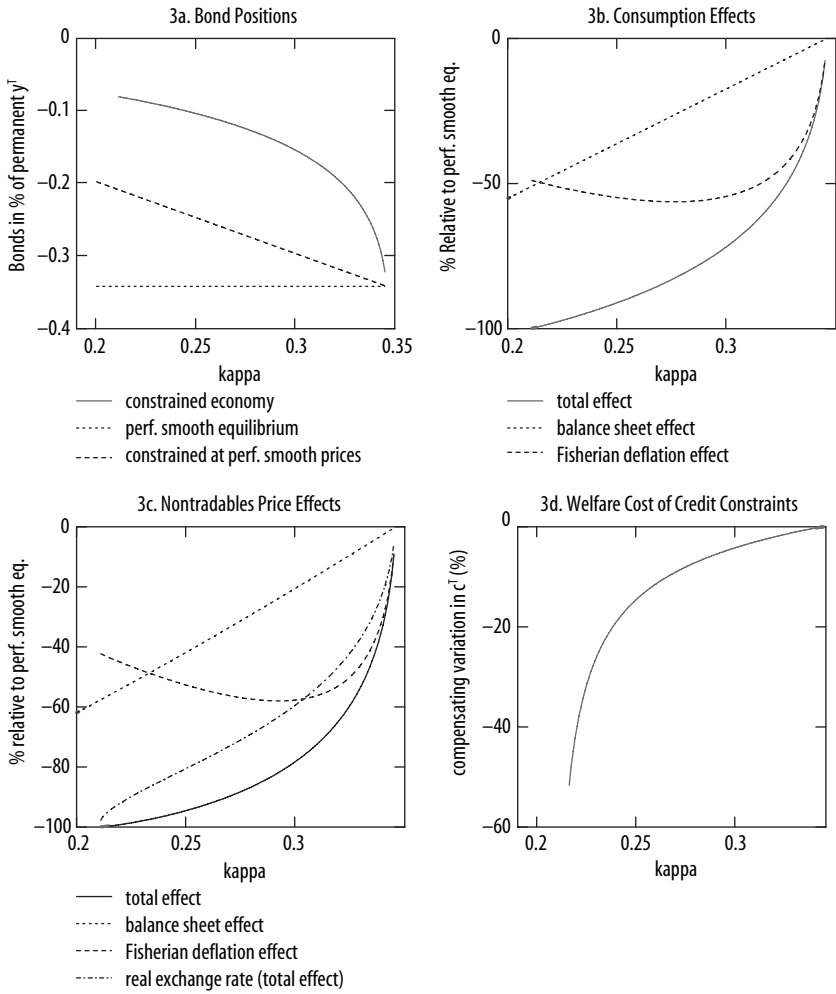 3a. Bond Positions
Bonds in % of permanent yᵀ
0
−0.1
−0.2
−0.3
−0.4
0.2 0.25 0.3 0.35
kappa
constrained economy
perf. smooth equilibrium
constrained at perf. smooth prices
3b. Consumption Effects
% Relative to perf. smooth eq.
0
−50
−100
0.2 0.25 0.3
kappa
total effect
balance sheet effect
Fisherian deflation effect
3c. Nontradables Price Effects
% relative to perf. smooth eq.
0
−20
−40
−60
−80
−100
0.2 0.25 0.3
kappa
total effect
balance sheet effect
Fisherian deflation effect
real exchange rate (total effect)
3d. Welfare Cost of Credit Constraints
compensating variation in cᵀ (%)
0
−20
−40
−60
0.2 0.25 0.3
kappa